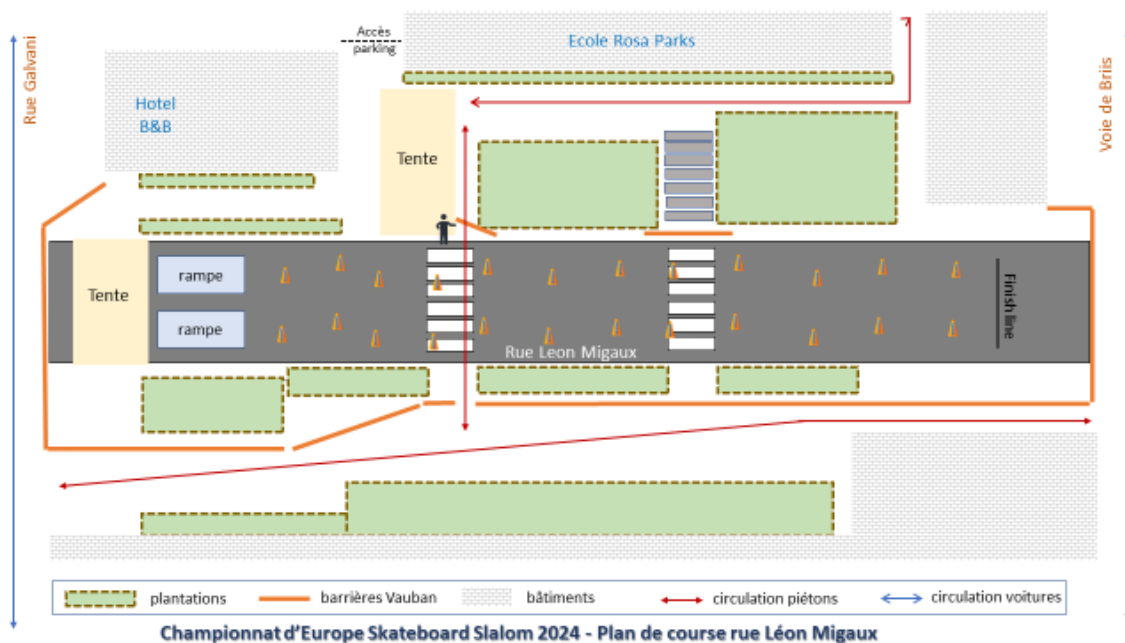 Rue Galvani
Accès
parking
Ecole Rosa Parks
Voie de Briis
Hotel
B&B
Tente
Tente
rampe
rampe
Finish line
Rue Leon Migaux
plantations
barrières Vauban
bâtiments
circulation piétons
circulation voitures
Championnat d'Europe Skateboard Slalom 2024 - Plan de course rue Léon Migaux